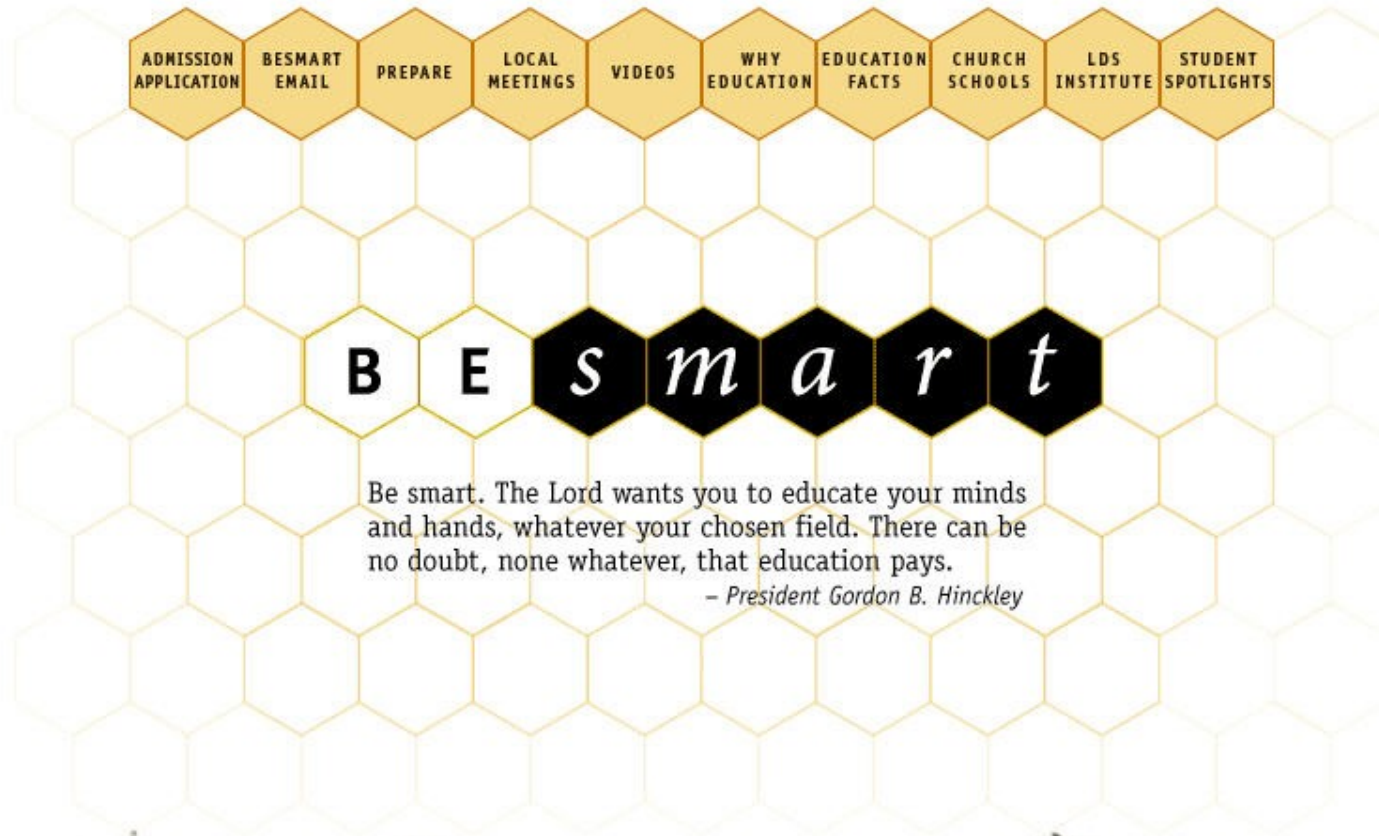 ADMISSION APPLICATION
BESMART EMAIL
PREPARE
LOCAL MEETINGS
VIDEOS
WHY EDUCATION
EDUCATION FACTS
CHURCH SCHOOLS
LDS INSTITUTE
STUDENT SPOTLIGHTS
BEsmart
Be smart. The Lord wants you to educate your minds
and hands, whatever your chosen field. There can be
no doubt, none whatever, that education pays.
– President Gordon B. Hinckley